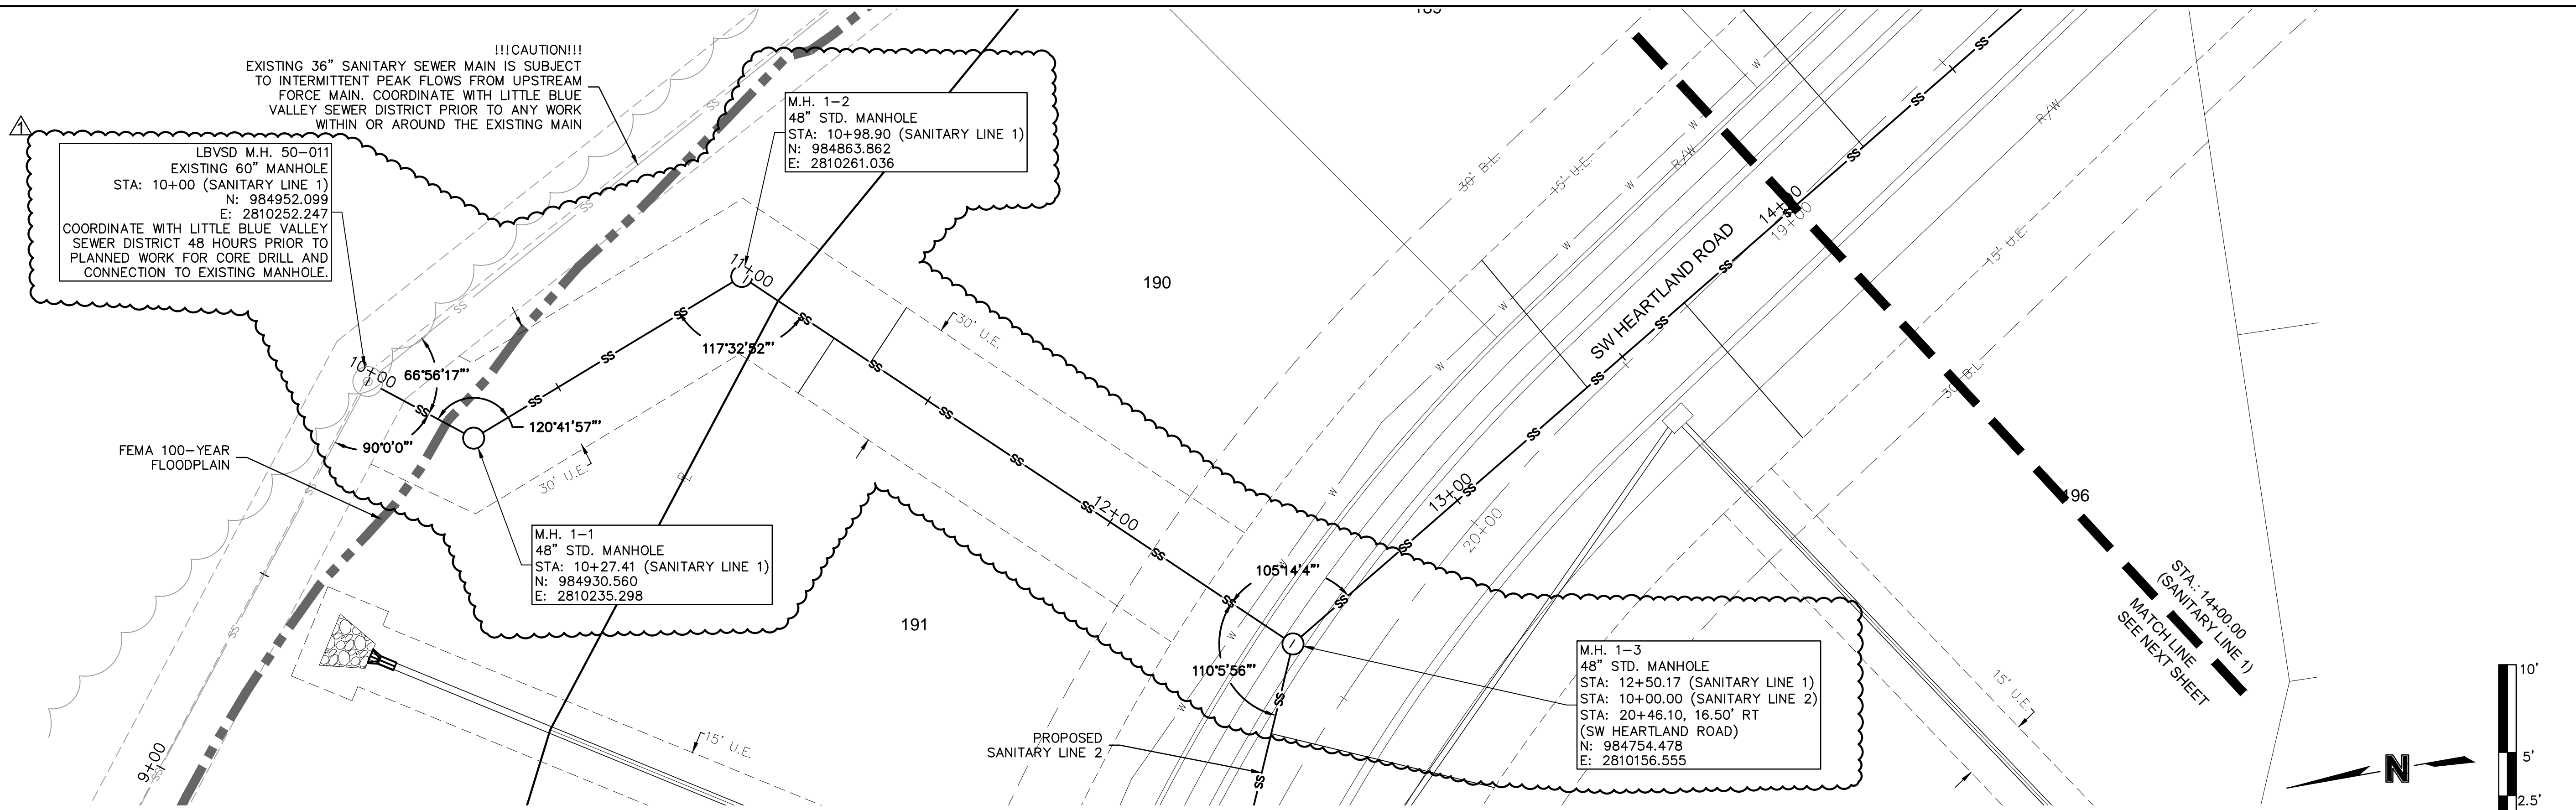 189
!!!CAUTION!!!
EXISTING 36" SANITARY SEWER MAIN IS SUBJECT
TO INTERMITTENT PEAK FLOWS FROM UPSTREAM
FORCE MAIN. COORDINATE WITH LITTLE BLUE
VALLEY SEWER DISTRICT PRIOR TO ANY WORK
WITHIN OR AROUND THE EXISTING MAIN
1
LBVSD M.H. 50-011
EXISTING 60" MANHOLE
STA: 10+00 (SANITARY LINE 1)
N: 984952.099
E: 2810252.247
COORDINATE WITH LITTLE BLUE VALLEY
SEWER DISTRICT 48 HOURS PRIOR TO
PLANNED WORK FOR CORE DRILL AND
CONNECTION TO EXISTING MANHOLE.
M.H. 1-2
48" STD. MANHOLE
STA: 10+98.90 (SANITARY LINE 1)
N: 984863.862
E: 2810261.036
11+00
10+00
66°56'17"'
90°0'0"'
120°41'57"'
117°32'52"'
30' U.E.
30' U.E.
FEMA 100-YEAR
FLOODPLAIN
M.H. 1-1
48" STD. MANHOLE
STA: 10+27.41 (SANITARY LINE 1)
N: 984930.560
E: 2810235.298
9+00
15' U.E.
190
191
12+00
30' B.L.
15' U.E.
R/W
R/W
SW HEARTLAND ROAD
14+00
19+00
13+00
20+00
15' U.E.
30' B.L.
196
105°14'4"'
110°5'56"'
PROPOSED
SANITARY LINE 2
M.H. 1-3
48" STD. MANHOLE
STA: 12+50.17 (SANITARY LINE 1)
STA: 10+00.00 (SANITARY LINE 2)
STA: 20+46.10, 16.50' RT
(SW HEARTLAND ROAD)
N: 984754.478
E: 2810156.555
STA.: 14+00.00
(SANITARY LINE 1)
MATCH LINE
SEE NEXT SHEET
15' U.E.
N
10'
5'
2.5'